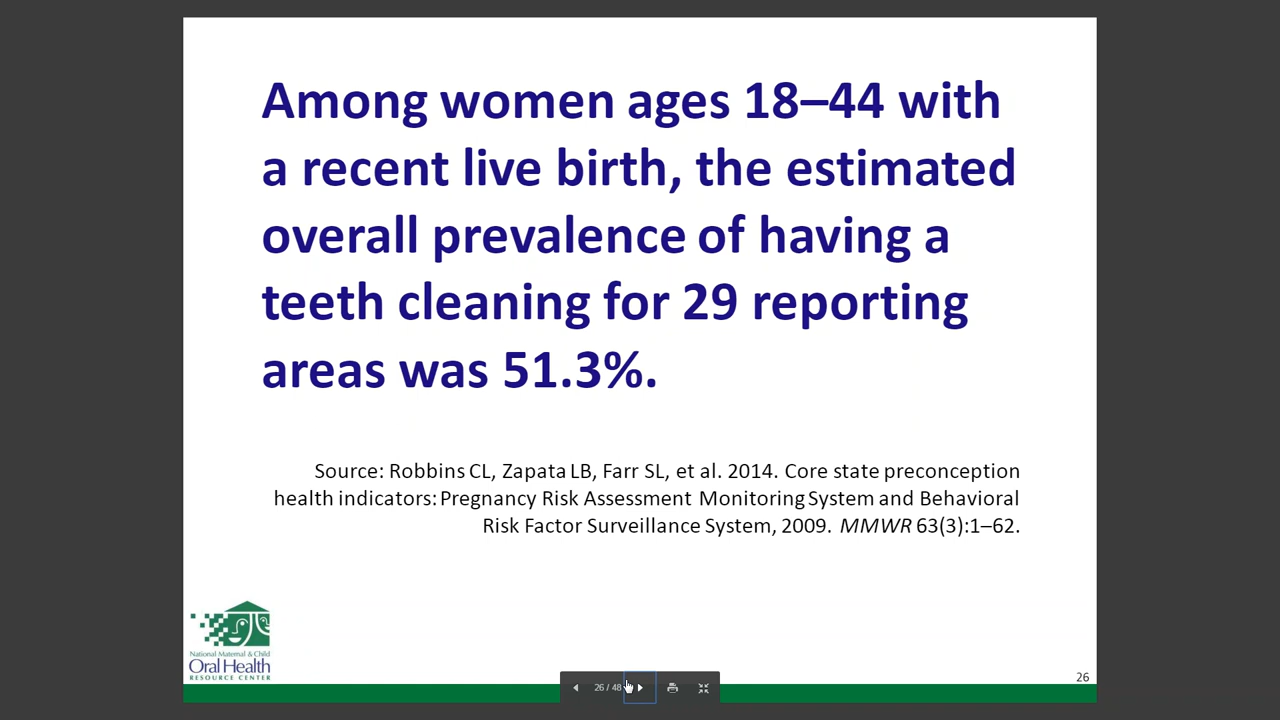 Among women ages 18–44 with
a recent live birth, the estimated
overall prevalence of having a
teeth cleaning for 29 reporting
areas was 51.3%.
Source: Robbins CL, Zapata LB, Farr SL, et al. 2014. Core state preconception
health indicators: Pregnancy Risk Assessment Monitoring System and Behavioral
Risk Factor Surveillance System, 2009. MMWR 63(3):1–62.
National Maternal & Child
Oral Health
RESOURCE CENTER
26
26 / 48